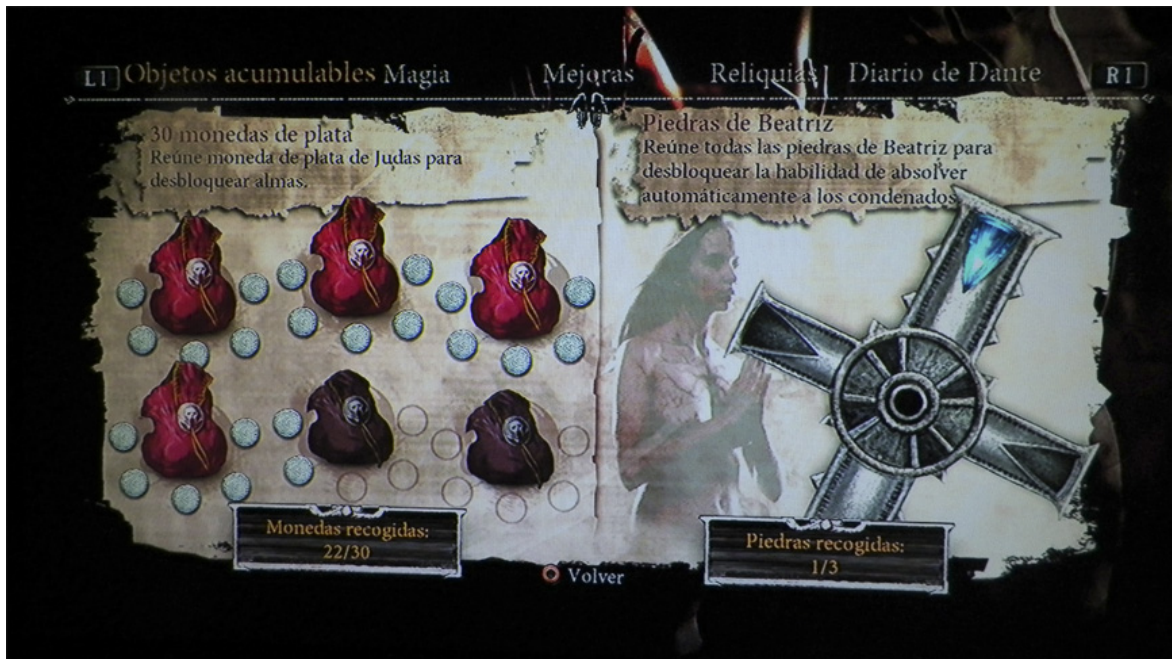 L1 Objetos acumulables Magia Mejoras Reliquias Diario de Dante R1
30 monedas de plata
Reúne moneda de plata de Judas para
desbloquear almas.
Piedras de Beatriz
Reúne todas las piedras de Beatriz para
desbloquear la habilidad de absolver
automáticamente a los condenados.
Monedas recogidas:
22/30
Piedras recogidas:
1/3
Volver